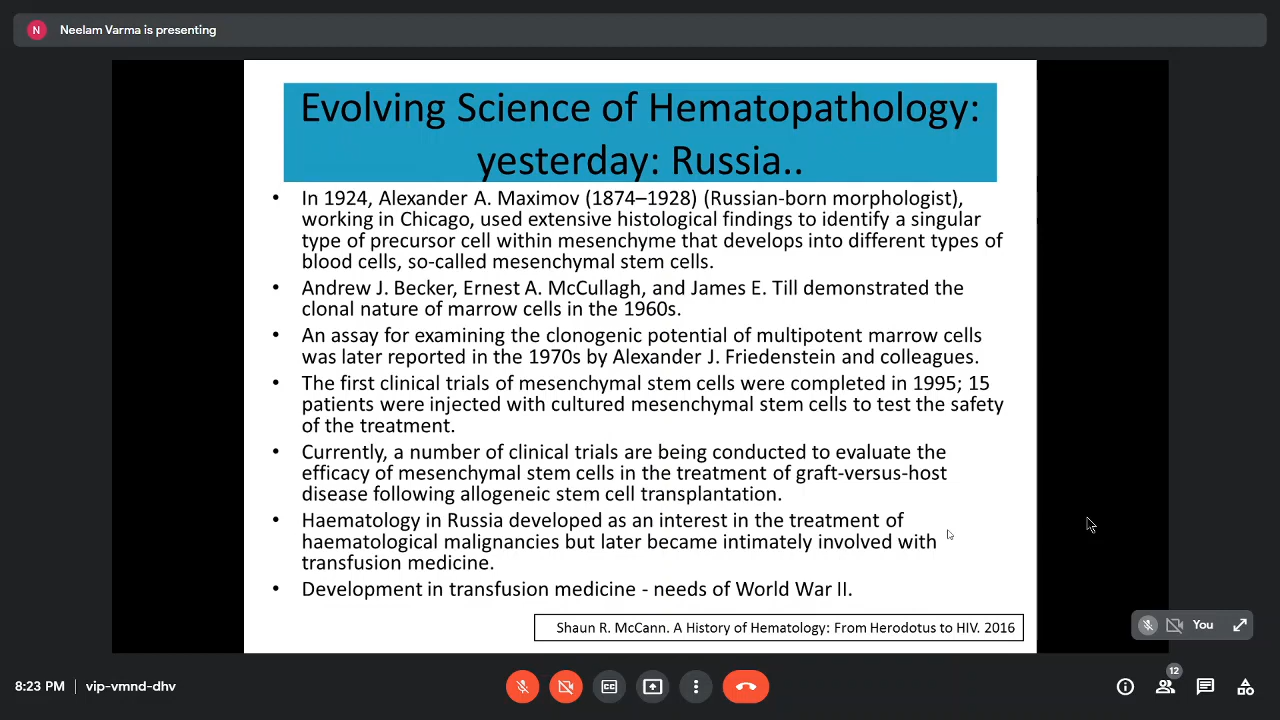 N
Neelam Varma is presenting
Evolving Science of Hematopathology:
yesterday: Russia..
• In 1924, Alexander A. Maximov (1874–1928) (Russian-born morphologist),
working in Chicago, used extensive histological findings to identify a singular
type of precursor cell within mesenchyme that develops into different types of
blood cells, so-called mesenchymal stem cells.
• Andrew J. Becker, Ernest A. McCullagh, and James E. Till demonstrated the
clonal nature of marrow cells in the 1960s.
• An assay for examining the clonogenic potential of multipotent marrow cells
was later reported in the 1970s by Alexander J. Friedenstein and colleagues.
• The first clinical trials of mesenchymal stem cells were completed in 1995; 15
patients were injected with cultured mesenchymal stem cells to test the safety
of the treatment.
• Currently, a number of clinical trials are being conducted to evaluate the
efficacy of mesenchymal stem cells in the treatment of graft-versus-host
disease following allogeneic stem cell transplantation.
• Haematology in Russia developed as an interest in the treatment of
haematological malignancies but later became intimately involved with
transfusion medicine.
• Development in transfusion medicine - needs of World War II.
Shaun R. McCann. A History of Hematology: From Herodotus to HIV. 2016
You
8:23 PM | vip-vmnd-dhv
CC
12